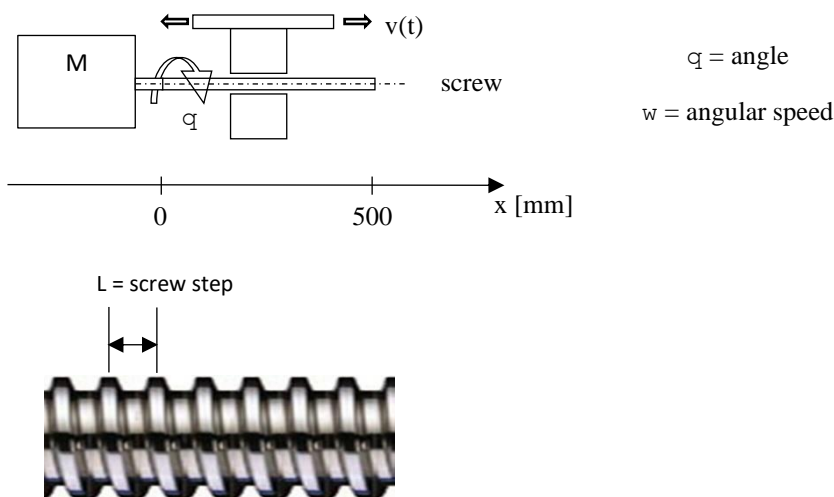 v(t)
M
q = angle
screw
q
w = angular speed
x [mm]
0
500
L = screw step